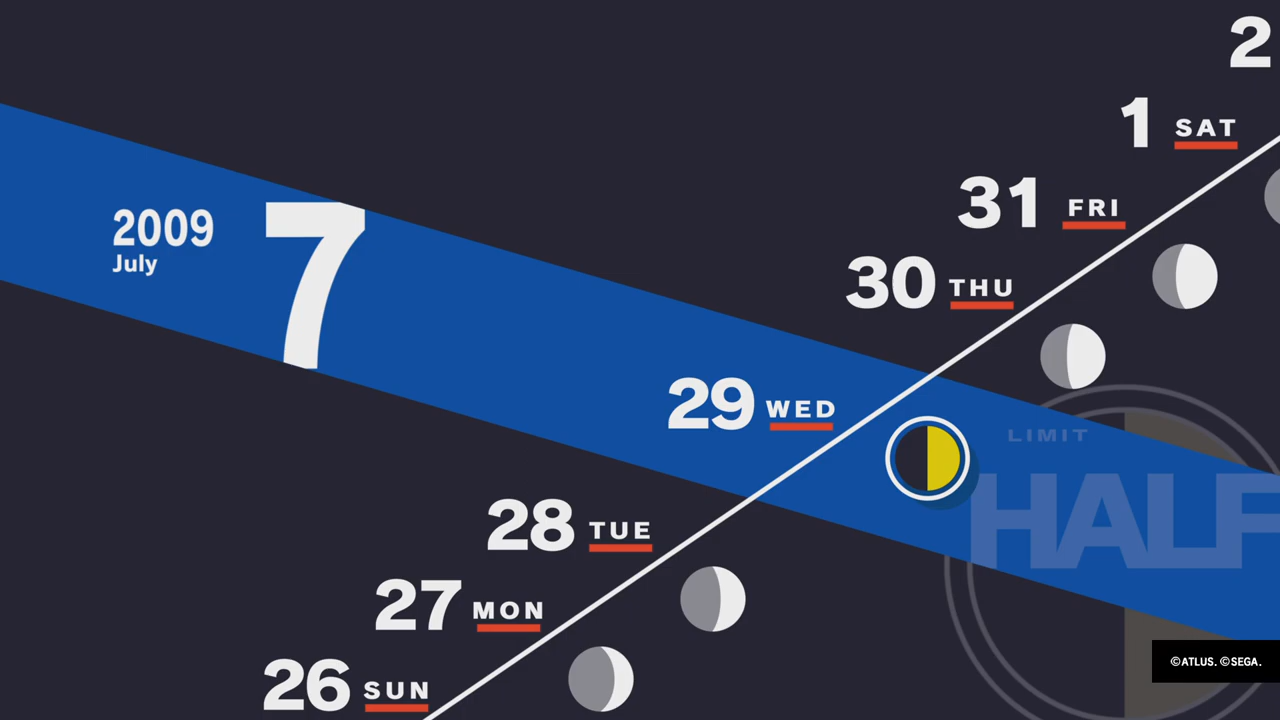 2
1 SAT
31 FRI
30 THU
2009
July
7
29 WED
LIMIT
HALF
28 TUE
27 MON
26 SUN
©ATLUS. ©SEGA.